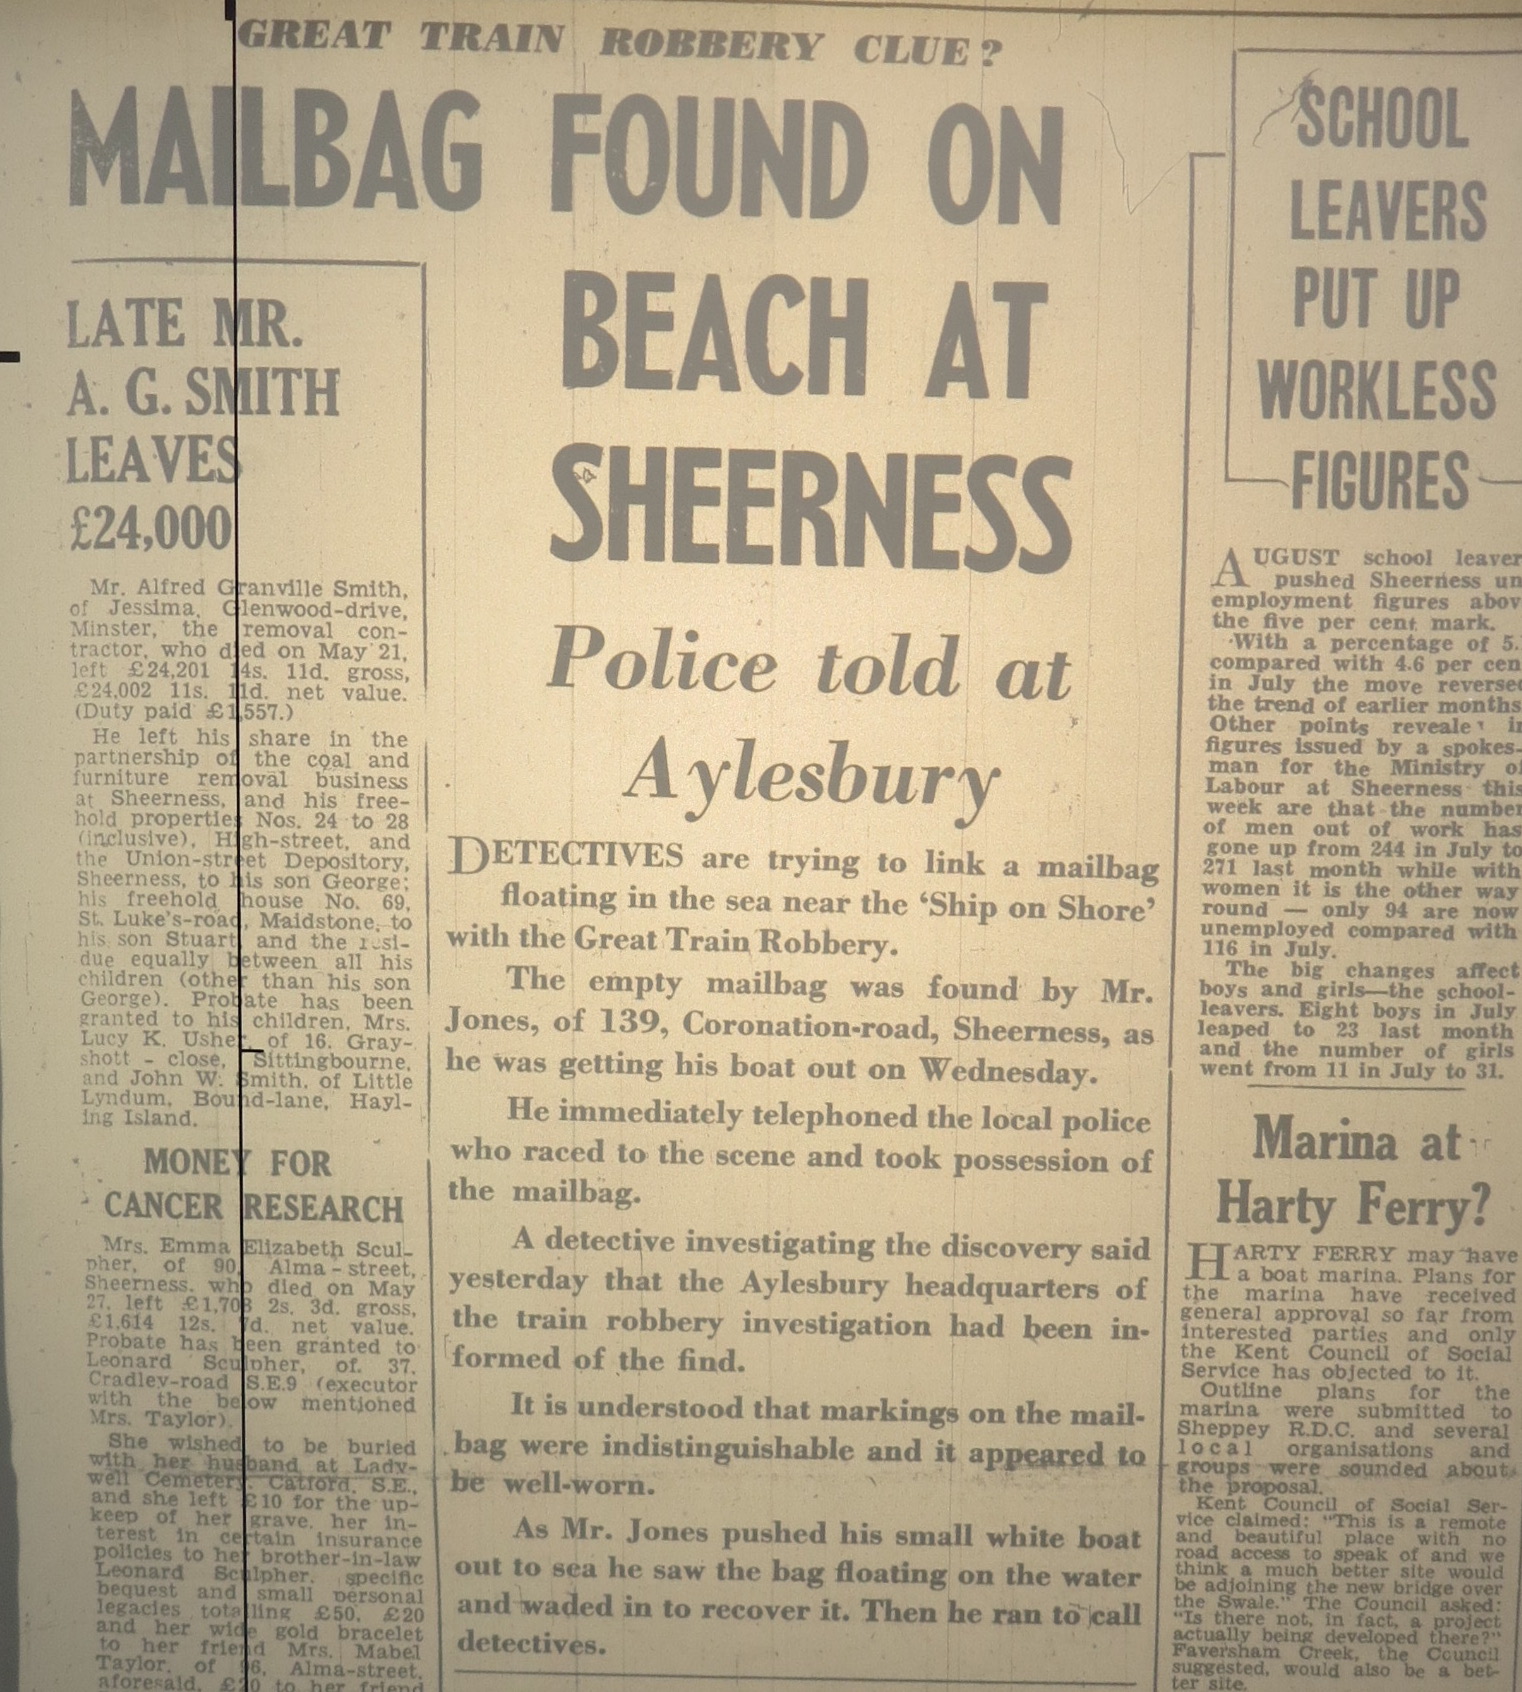 GREAT TRAIN ROBBERY CLUE?
MAILBAG FOUND ON
BEACH AT
SHEERNESS
Police told at
Aylesbury
DETECTIVES are trying to link a mailbag
floating in the sea near the ‘Ship on Shore’
with the Great Train Robbery.
The empty mailbag was found by Mr.
Jones, of 139, Coronation-road, Sheerness, as
he was getting his boat out on Wednesday.
He immediately telephoned the local police
who raced to the scene and took possession of
the mailbag.
A detective investigating the discovery said
yesterday that the Aylesbury headquarters of
the train robbery investigation had been in-
formed of the find.
It is understood that markings on the mail-
bag were indistinguishable and it appeared to
be well-worn.
As Mr. Jones pushed his small white boat
out to sea he saw the bag floating on the water
and waded in to recover it. Then he ran to call
detectives.
LATE MR.
A. G. SMITH
LEAVES
£24,000
Mr. Alfred Granville Smith,
of Jessima, Glenwood-drive,
Minster, the removal con-
tractor, who died on May 21,
left £24,201 14s. 11d. gross,
£24,002 11s. 11d. net value.
(Duty paid £1,557.)
He left his share in the
partnership of the coal and
furniture removal business
at Sheerness, and his free-
hold properties Nos. 24 to 28
(inclusive), High-street, and
the Union-street Depository,
Sheerness, to his son George;
his freehold house No. 69,
St. Luke's-road, Maidstone, to
his son Stuart and the resi-
due equally between all his
children (other than his son
George). Probate has been
granted to his children, Mrs.
Lucy K. Usher, of 16. Gray-
shott - close, Sittingbourne,
and John W. Smith, of Little
Lyndum, Bound-lane, Hayl-
ing Island.
MONEY FOR
CANCER RESEARCH
Mrs. Emma Elizabeth Scul-
pher, of 90, Alma-street,
Sheerness, who died on May
27, left £1,708 2s. 3d. gross,
£1,614 12s. 7d. net value.
Probate has been granted to
Leonard Sculpher, of 37,
Cradley-road S.E.9 (executor
with the below mentioned
Mrs. Taylor).
She wished to be buried
with her husband at Lady-
well Cemetery, Catford, S.E.,
and she left £10 for the up-
keep of her grave, her in-
terest in certain insurance
policies to her brother-in-law
Leonard Sculpher, specific
bequest and small personal
legacies totalling £50, £20
and her wide gold bracelet
to her friend Mrs. Mabel
Taylor, of 96, Alma-street,
aforesaid, £20 to her friend
SCHOOL
LEAVERS
PUT UP
WORKLESS
FIGURES
AUGUST school leaver
pushed Sheerness un
employment figures abov
the five per cent mark.
With a percentage of 5.
compared with 4.6 per cen
in July the move reverse
the trend of earlier months
Other points reveale in
figures issued by a spokes-
man for the Ministry of
Labour at Sheerness this
week are that the number
of men out of work has
gone up from 244 in July to
271 last month while with
women it is the other way
round — only 94 are now
unemployed compared with
116 in July.
The big changes affect
boys and girls—the school-
leavers. Eight boys in July
leaped to 23 last month
and the number of girls
went from 11 in July to 31.
Marina at
Harty Ferry?
HARTY FERRY may have
a boat marina. Plans for
the marina have received
general approval so far from
interested parties and only
the Kent Council of Social
Service has objected to it.
Outline plans for the
marina were submitted to
Sheppey R.D.C. and several
local organisations and
groups were sounded about
the proposal.
Kent Council of Social Ser-
vice claimed: "This is a remote
and beautiful place with no
road access to speak of and we
think a much better site would
be adjoining the new bridge over
the Swale." The Council asked:
"Is there not, in fact, a project
actually being developed there?"
Faversham Creek, the Council
suggested, would also be a bet-
ter site.